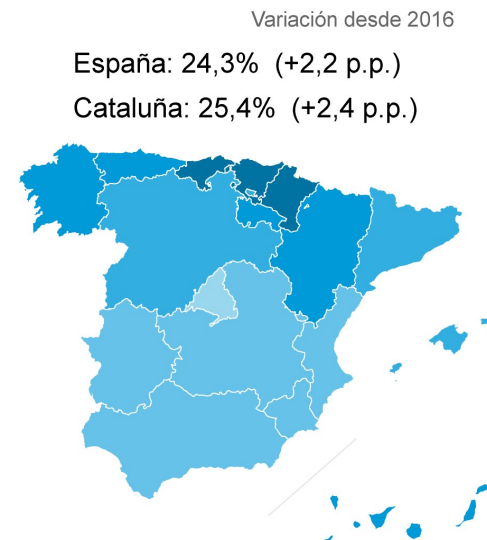 Variación desde 2016
España: 24,3% (+2,2 p.p.)
Cataluña: 25,4% (+2,4 p.p.)